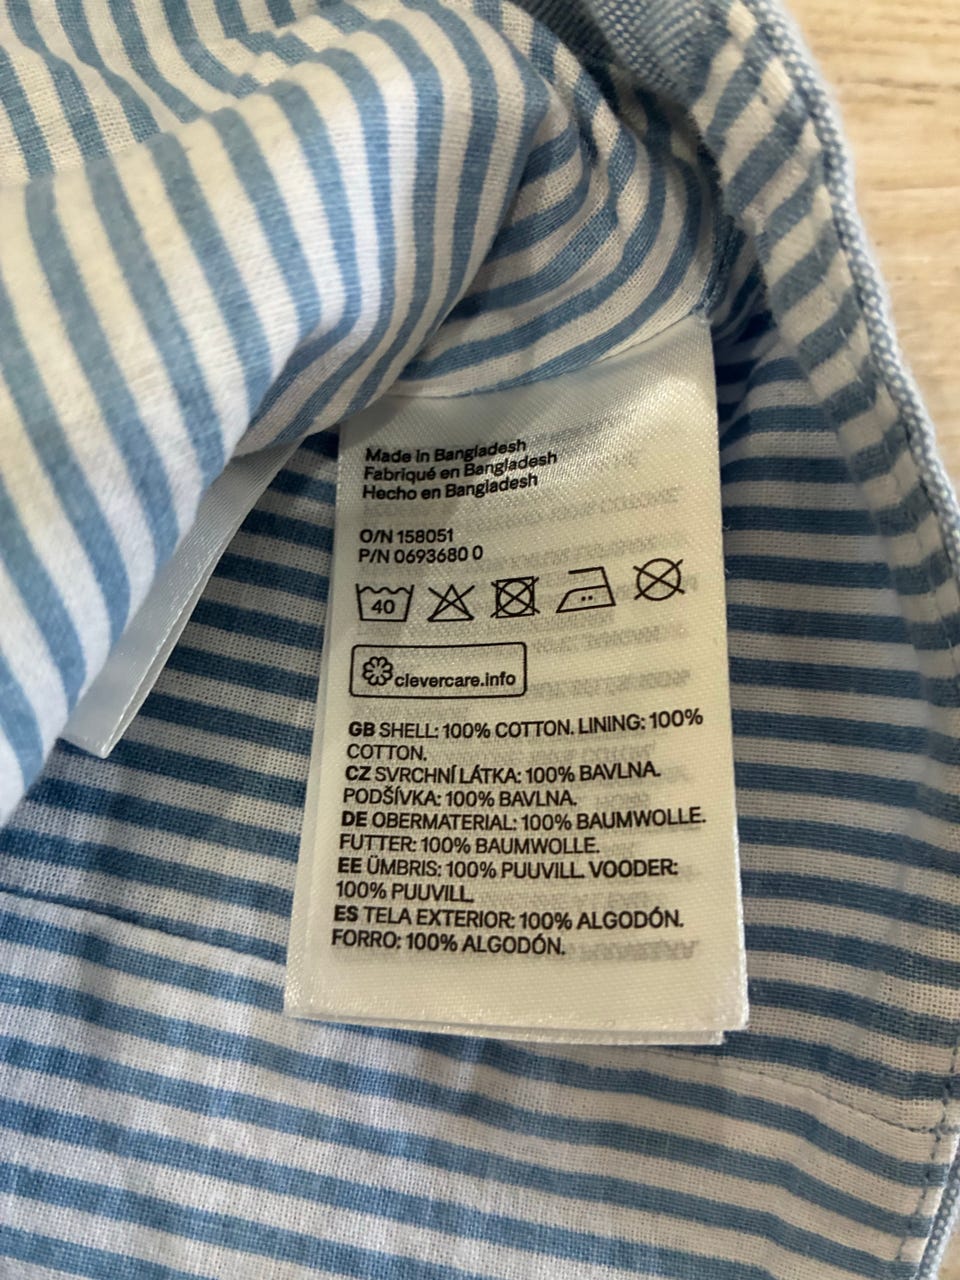 Made in Bangladesh
Fabriqué en Bangladesh
Hecho en Bangladesh
O/N 158051
P/N 0693680 0
40
clevercare.info
GB SHELL: 100% COTTON. LINING: 100%
COTTON.
CZ SVRCHNÍ LÁTKA: 100% BAVLNA.
PODŠÍVKA: 100% BAVLNA.
DE OBERMATERIAL: 100% BAUMWOLLE.
FUTTER: 100% BAUMWOLLE.
EE ÜMBRIS: 100% PUUVILL. VOODER:
100% PUUVILL.
ES TELA EXTERIOR: 100% ALGODÓN.
FORRO: 100% ALGODÓN.